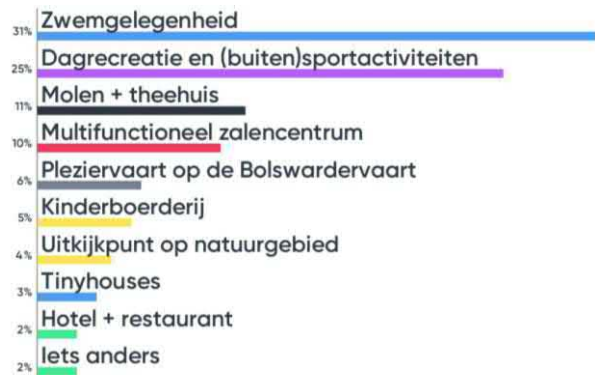 Zwemgelegenheid
31%
Dagrecreatie en (buiten)sportactiviteiten
25%
Molen + theehuis
11%
Multifunctioneel zalencentrum
10%
Pleziervaart op de Bolswardervaart
6%
Kinderboerderij
5%
Uitkijkpunt op natuurgebied
4%
Tinyhouses
3%
Hotel + restaurant
2%
Iets anders
2%